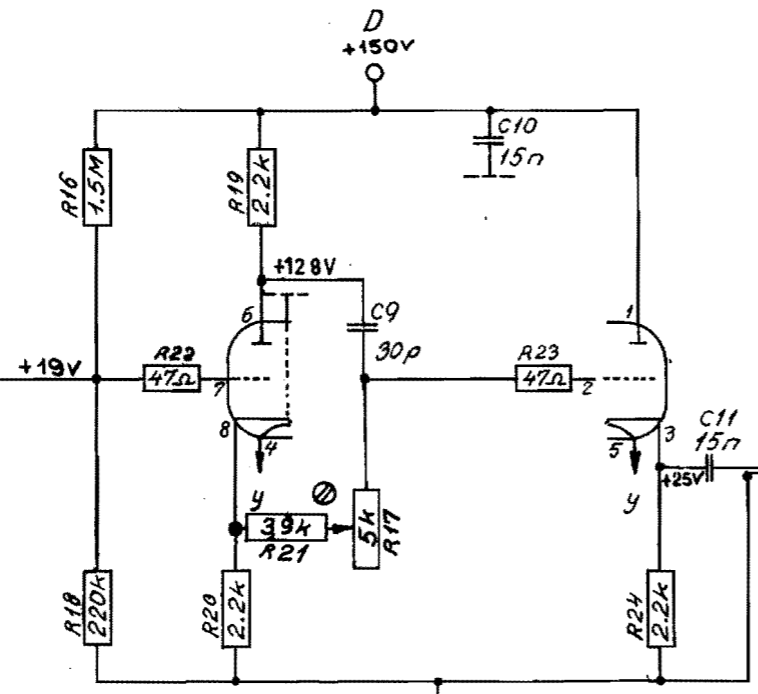 D
+150V
C10
15n
R16
1.5M
R19
2.2k
+128V
6
C9
30p
1
+19V
R22
47Ω
7
R23
47Ω
2
8
4
5
3
C11
15n
+25V
y
y
3,9k
R21
5k
R17
R18
220k
R20
2.2k
R24
2.2k